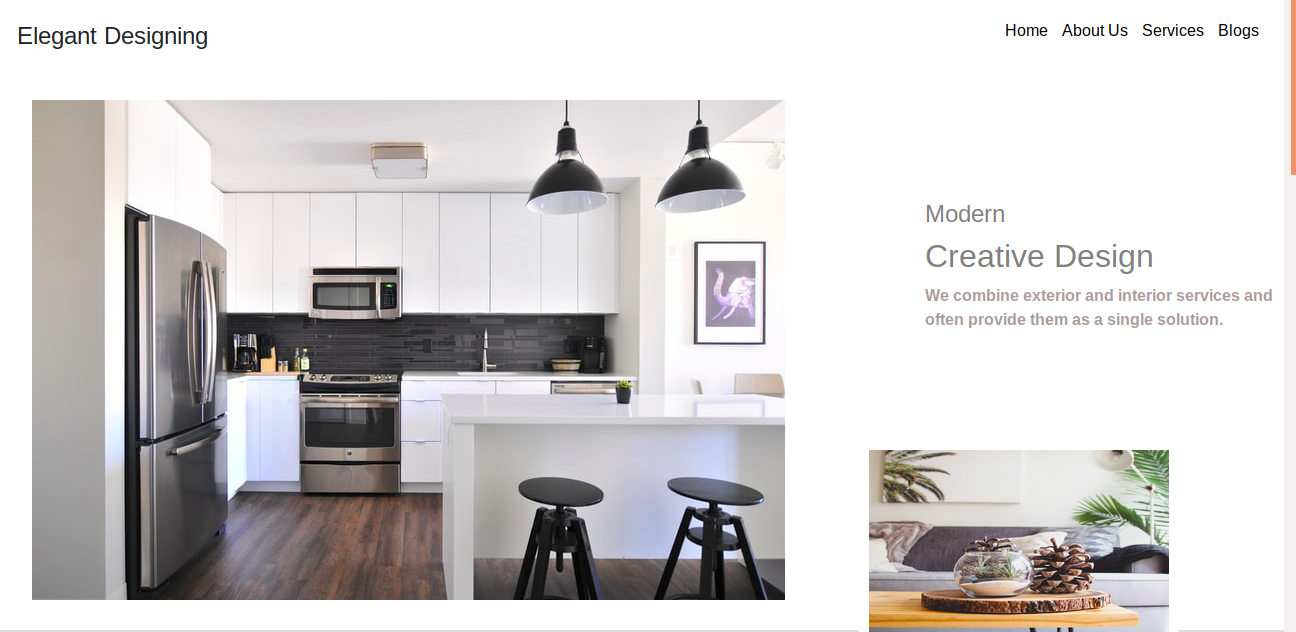 Elegant Designing
Home About Us Services Blogs
Modern
Creative Design
We combine exterior and interior services and
often provide them as a single solution.